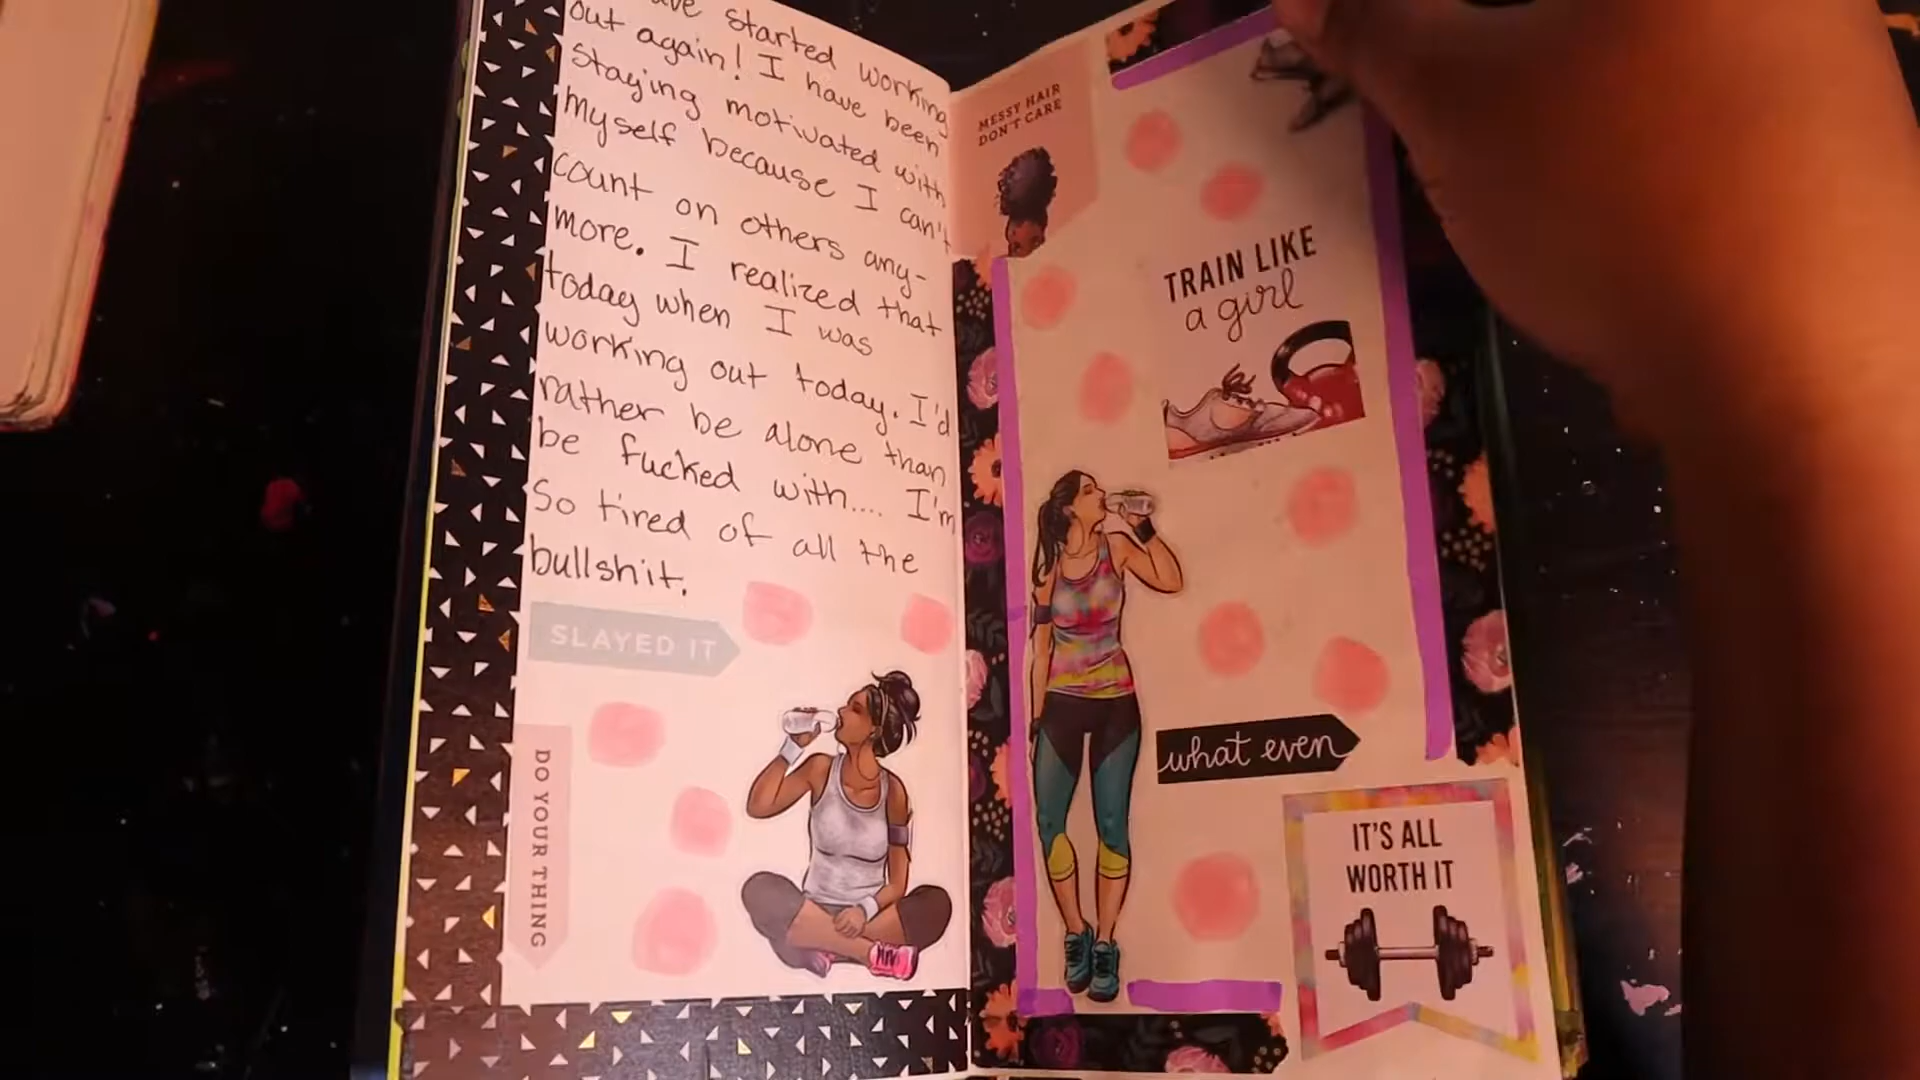 started working
out again! I have been
staying motivated with
myself because I can't
count on others any-
more. I realized that
today when I was
working out today. I'd
rather be alone than
be fucked with.... I'm
so tired of all the
bullshit.
SLAYED IT
DO YOUR THING
MESSY HAIR
DON'T CARE
TRAIN LIKE
a girl
what even
IT'S ALL
WORTH IT